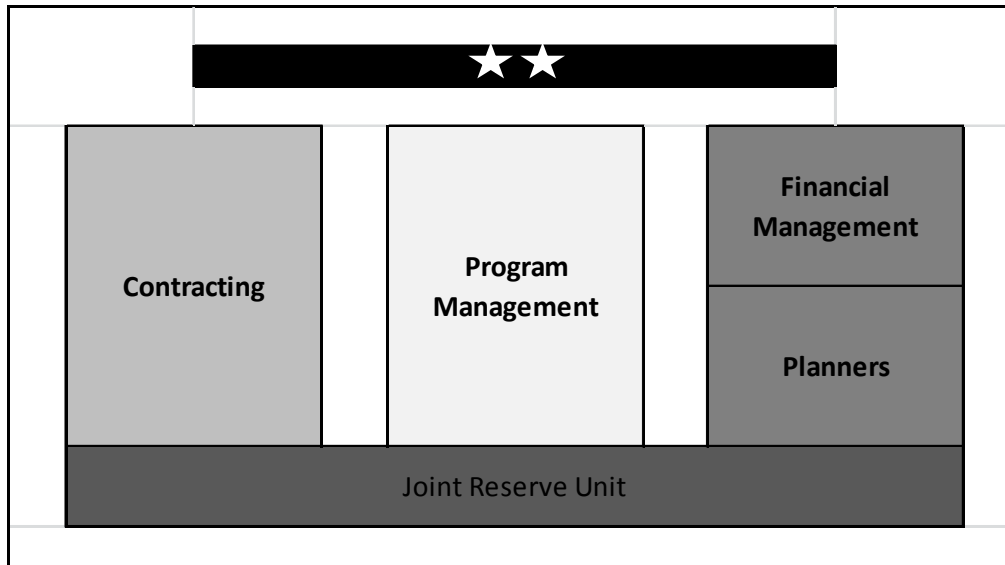 Contracting
Program
Management
Financial
Management
Planners
Joint Reserve Unit